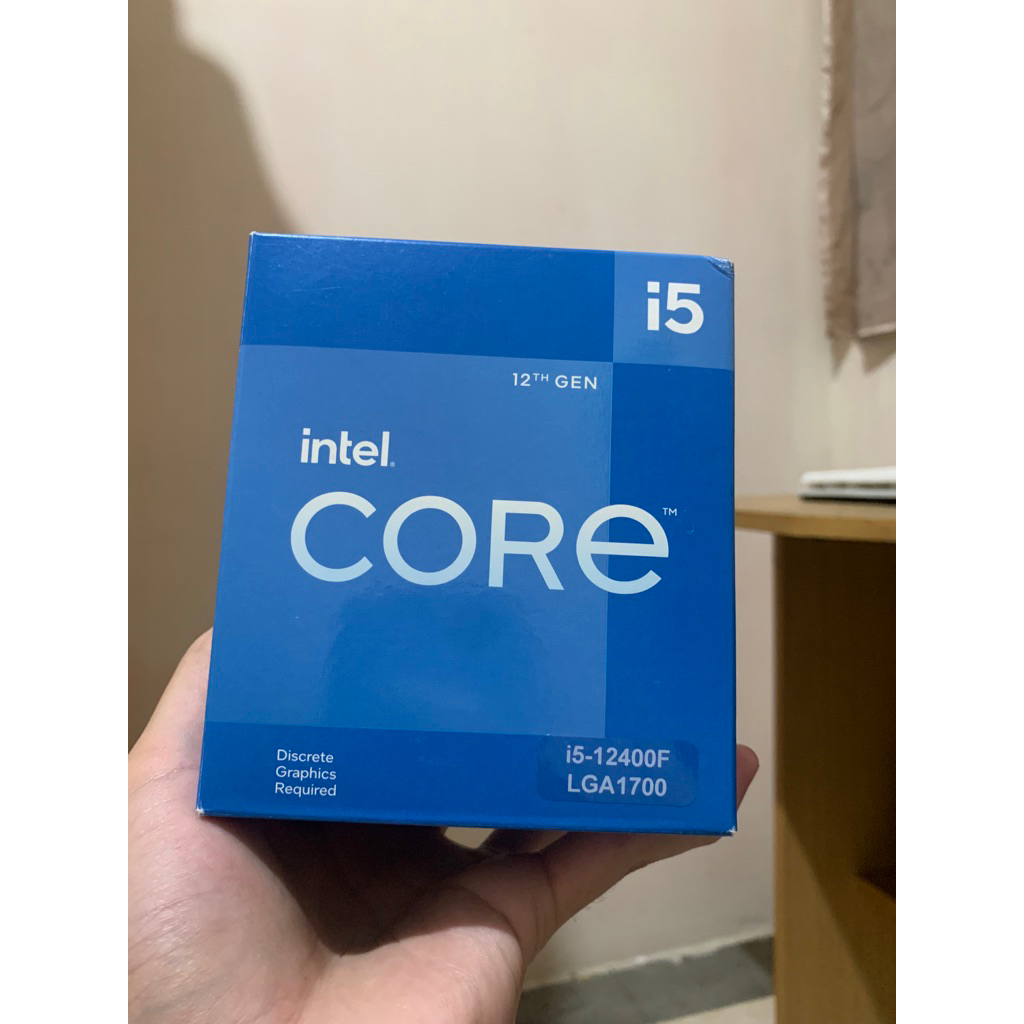 i5
12TH GEN
intel.
CORe™
Discrete
Graphics
Required
i5-12400F
LGA1700